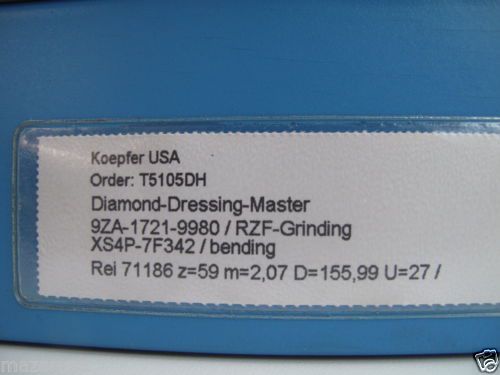 Koepfer USA
Order: T5105DH
Diamond-Dressing-Master
9ZA-1721-9980 / RZF-Grinding
XS4P-7F342 / bending
Rei 71186 z=59 m=2,07 D=155,99 U=27 /